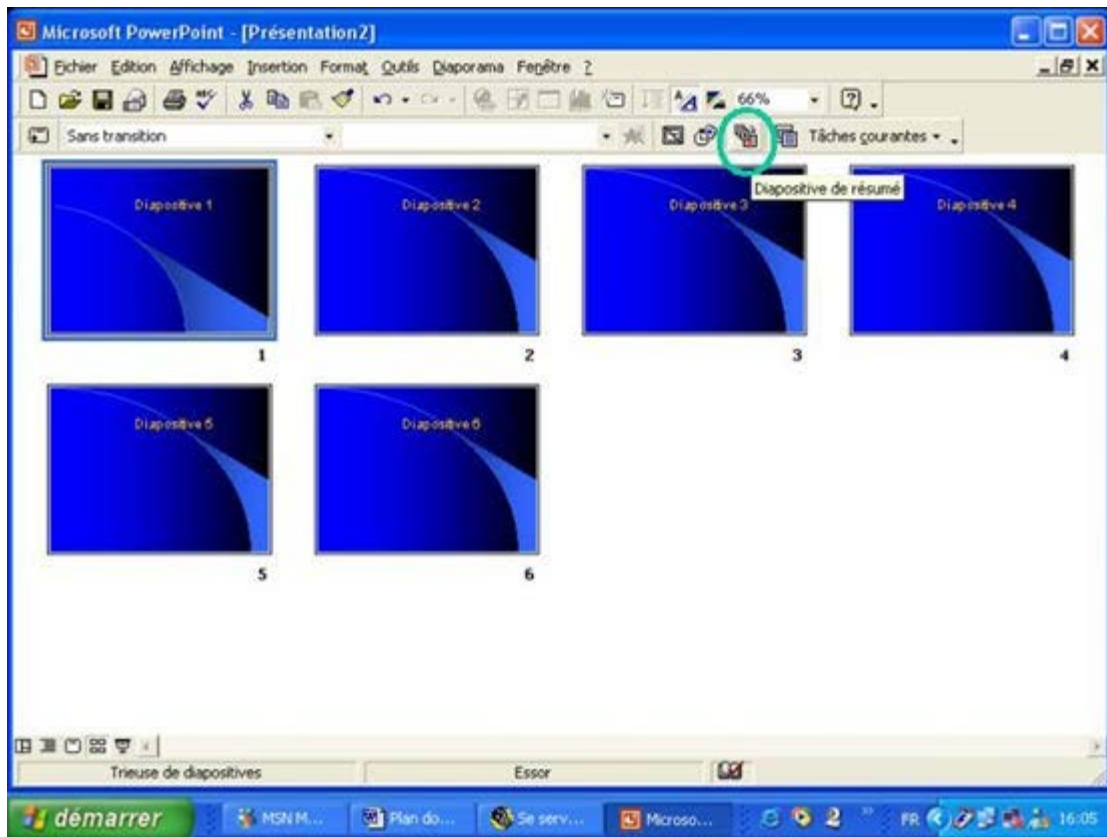 Microsoft PowerPoint - [Présentation2]
Fichier Edition Affichage Insertion Format Outils Diaporama Fenêtre ?
66%
Sans transition
Tâches courantes
Diapositive de résumé
Diapositive 1
Diapositive 2
Diapositive 3
Diapositive 4
1
2
3
4
Diapositive 5
Diapositive 6
5
6
Trieuse de diapositives
Essor
démarrer
MSN M...
Plan do...
Se serv...
Microso...
FR
16:05